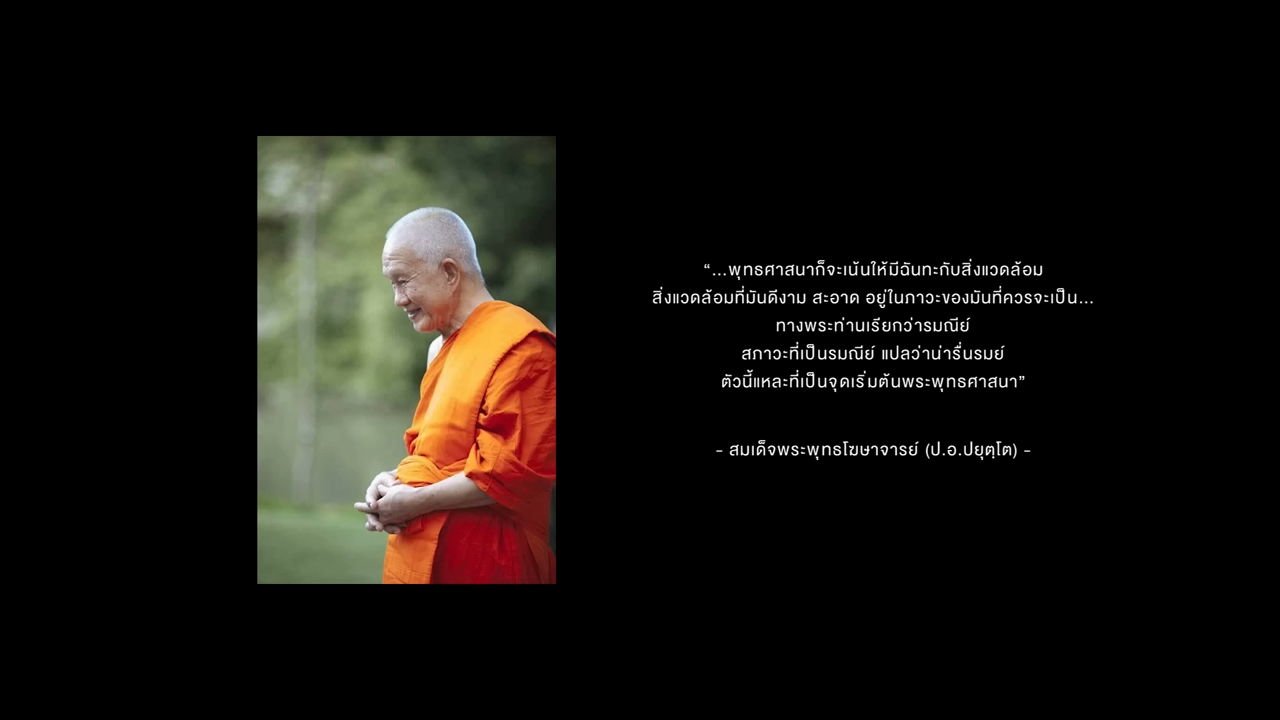 “...พุทธศาสนาก็จะเน้นให้มีฉันทะกับสิ่งแวดล้อม
สิ่งแวดล้อมที่มันดีงาม สะอาด อยู่ในภาวะของมันที่ควรจะเป็น...
ทางพระท่านเรียกว่ารมณีย์
สภาวะที่เป็นรมณีย์ แปลว่าน่ารื่นรมย์
ตัวนี้แหละที่เป็นจุดเริ่มต้นพระพุทธศาสนา”
- สมเด็จพระพุทธโฆษาจารย์ (ป.อ.ปยุตฺโต) -